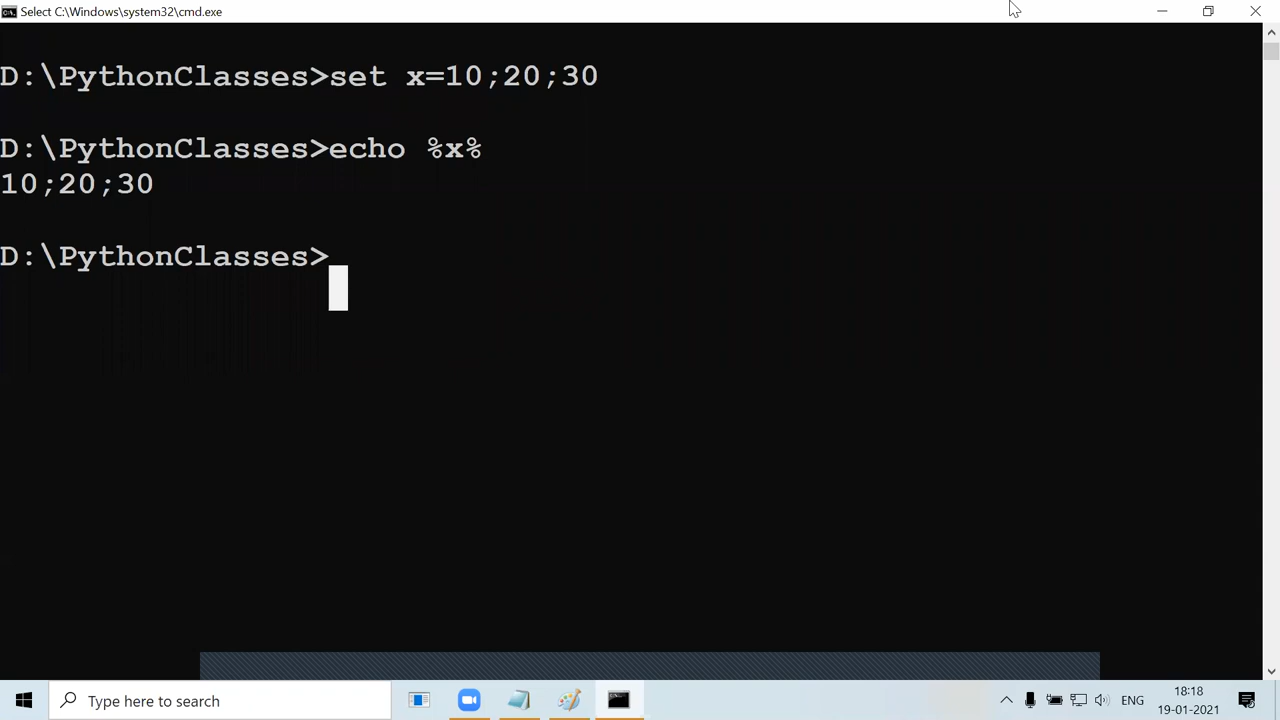 Select C:\Windows\system32\cmd.exe
D:\PythonClasses>set x=10;20;30
D:\PythonClasses>echo %x%
10;20;30
D:\PythonClasses>
Type here to search
ENG
18:18
19-01-2021